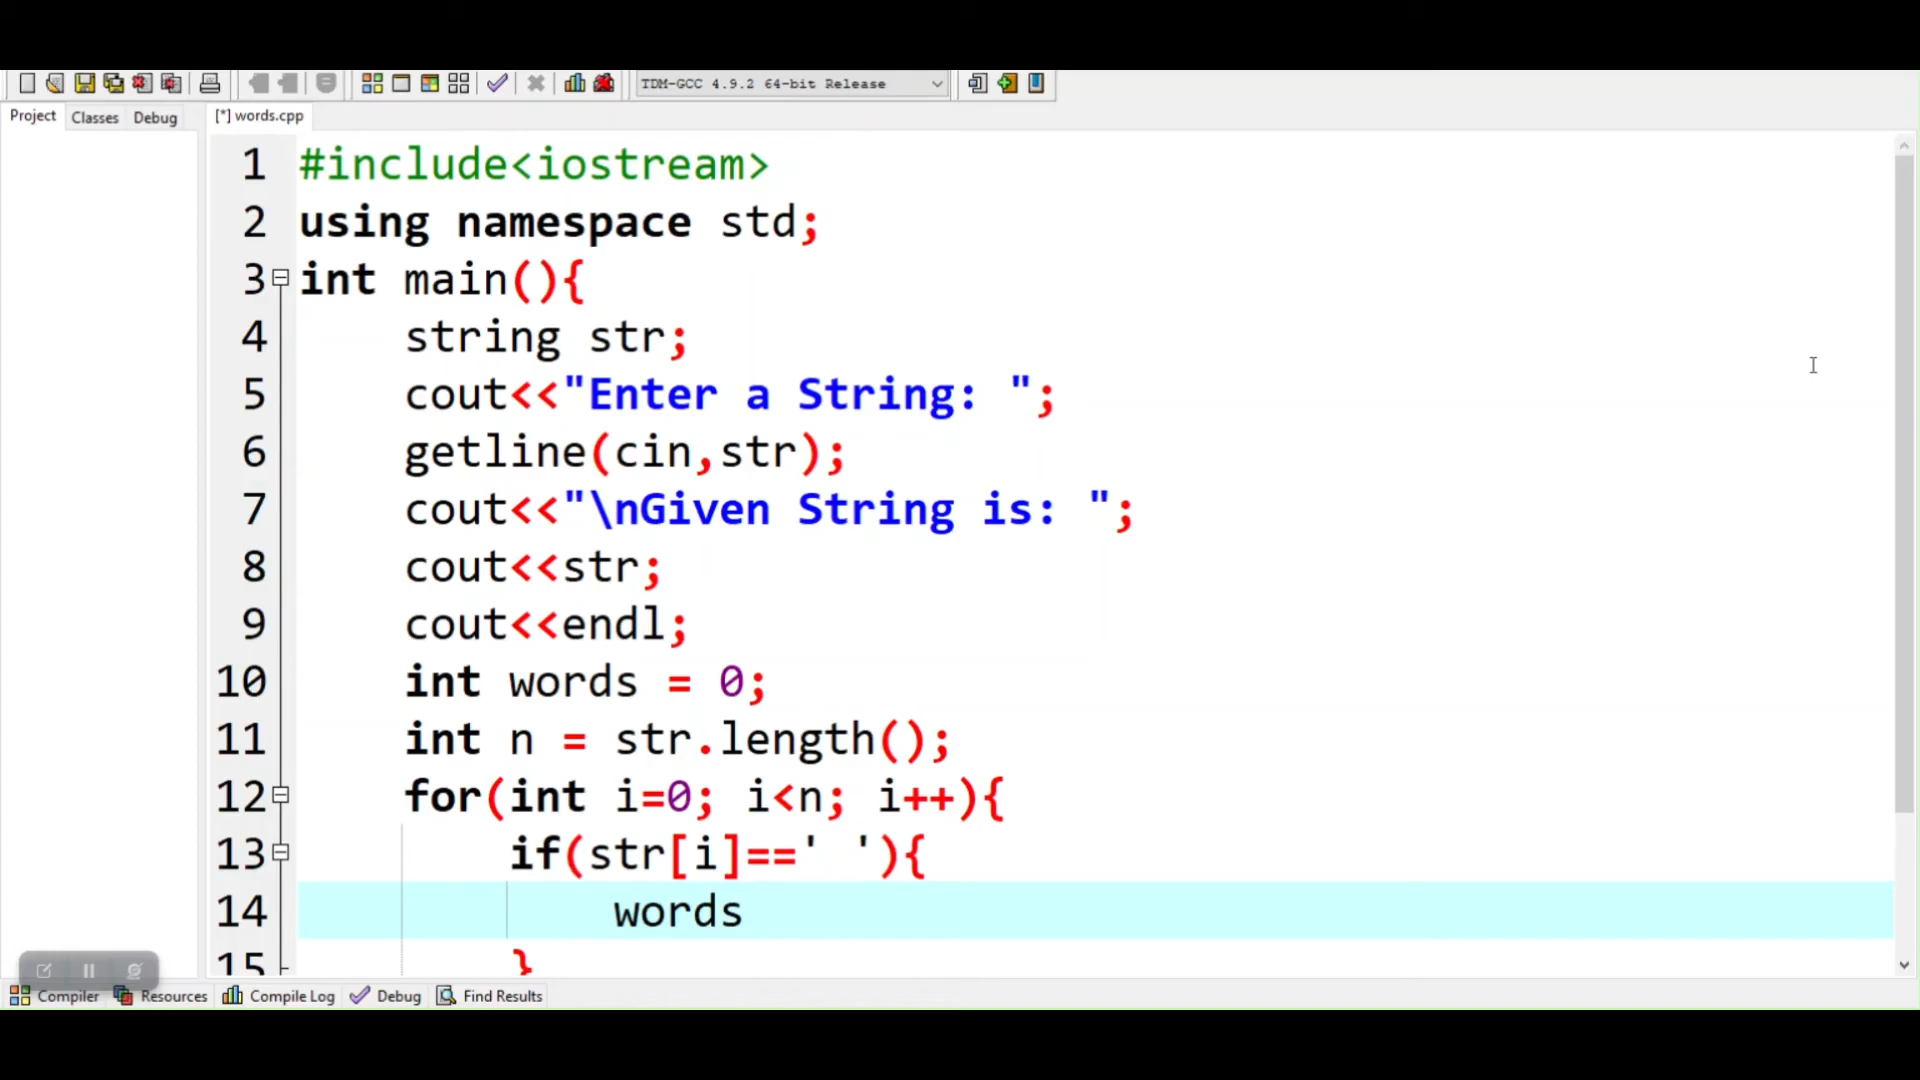 TDM-GCC 4.9.2 64-bit Release
Project Classes Debug [*] words.cpp
1 #include<iostream>
2 using namespace std;
3 int main(){
4 string str;
5 cout<<"Enter a String: ";
6 getline(cin,str);
7 cout<<"\nGiven String is: ";
8 cout<<str;
9 cout<<endl;
10 int words = 0;
11 int n = str.length();
12 for(int i=0; i<n; i++){
13 if(str[i]==' '){
14 words
15 }
Compiler Resources Compile Log Debug Find Results